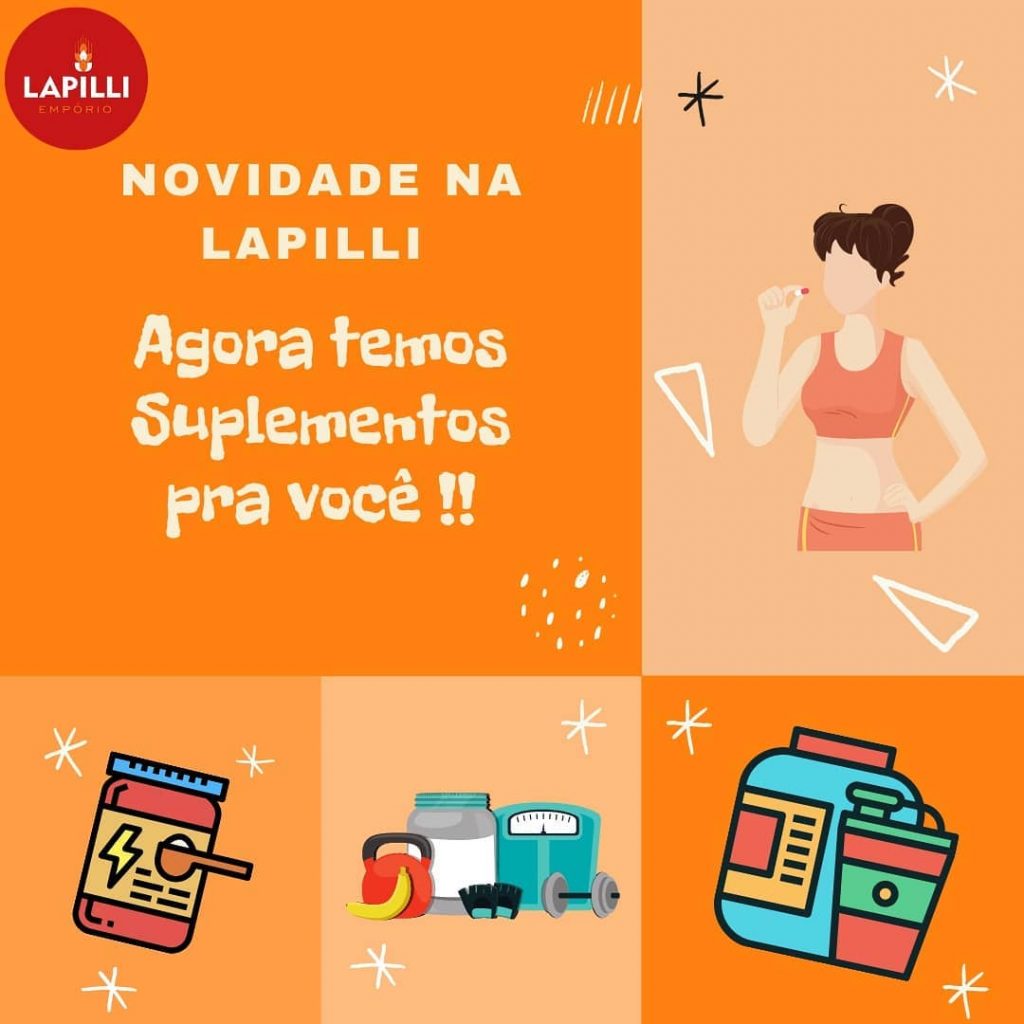 LAPILLI
EMPÓRIO
NOVIDADE NA
LAPILLI
Agora temos
Suplementos
pra você !!